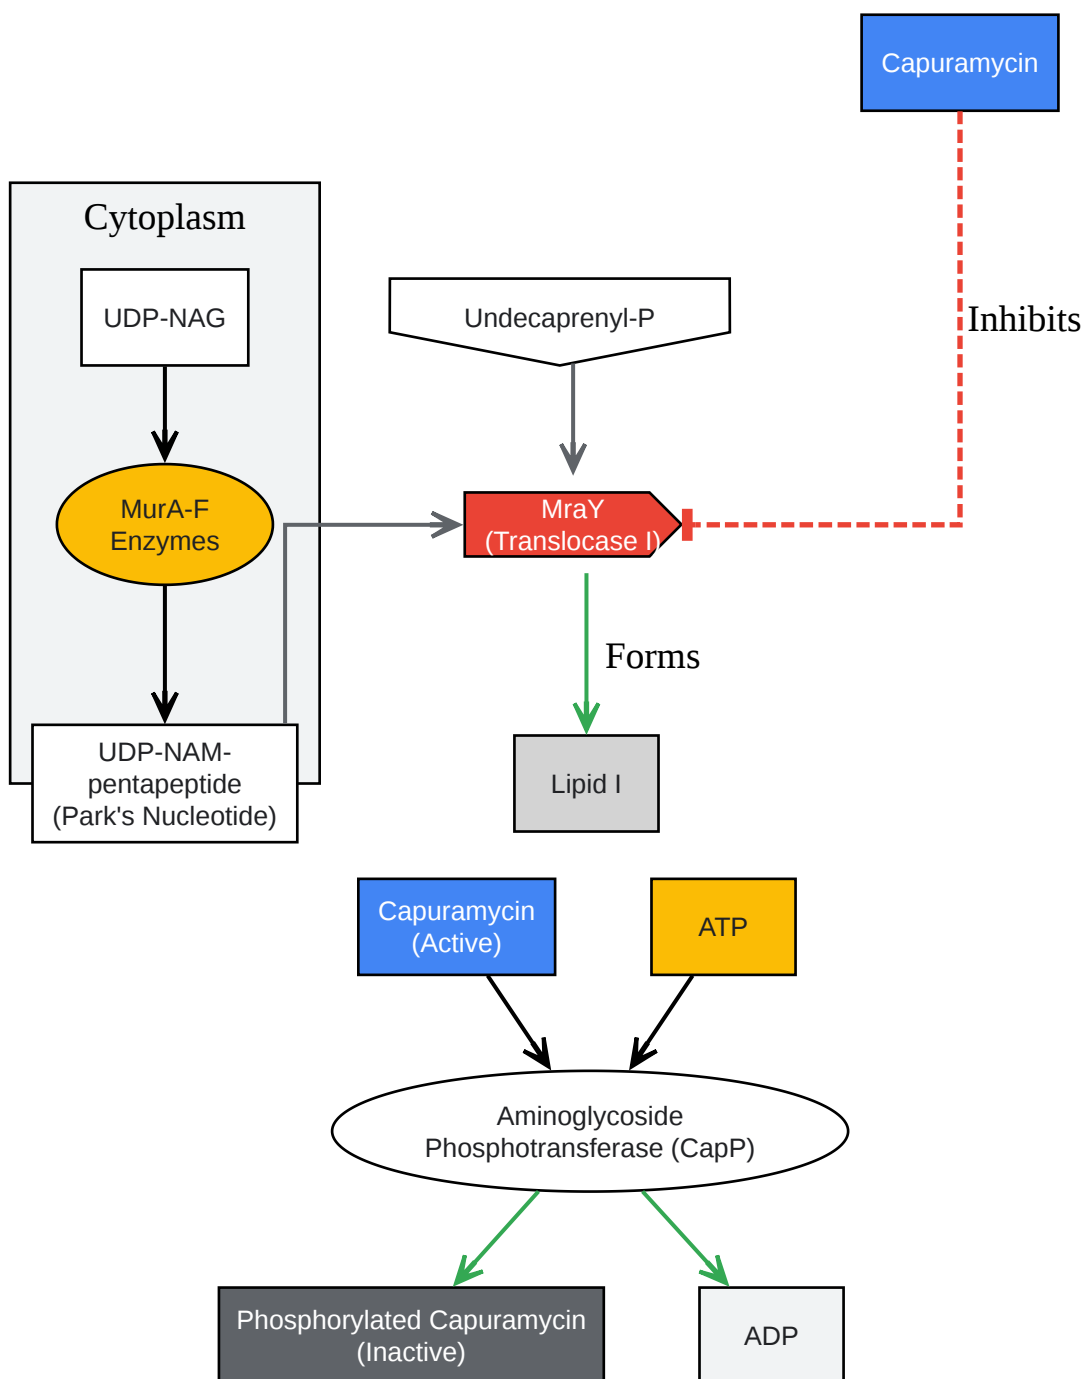 Capuramycin
Cytoplasm
UDP-NAG
Undecaprenyl-P
Inhibits
MurA-F
Enzymes
MraY
(Translocase I)
Forms
UDP-NAM-
pentapeptide
(Park's Nucleotide)
Lipid I
Capuramycin
(Active)
ATP
Aminoglycoside
Phosphotransferase (CapP)
Phosphorylated Capuramycin
(Inactive)
ADP